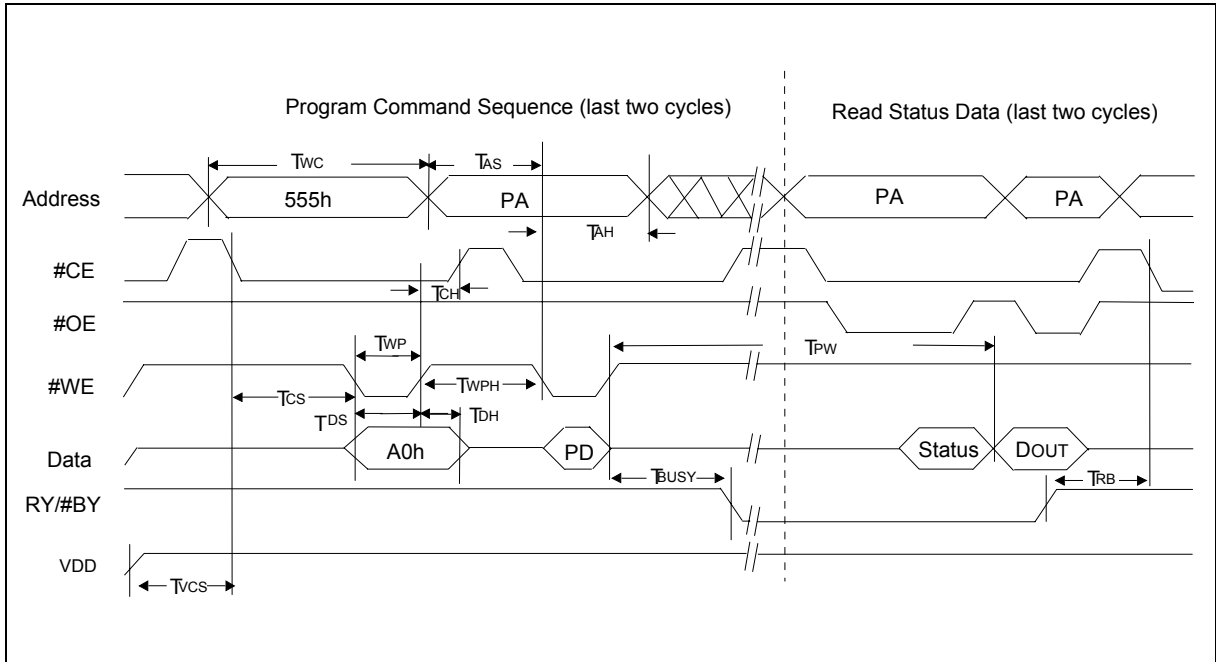 Program Command Sequence (last two cycles)
Read Status Data (last two cycles)
TWC
TAS
Address
555h
PA
PA
PA
TAH
#CE
TCH
#OE
TWP
TPW
#WE
TWPH
TCS
TDS
TDH
Data
A0h
PD
Status
DOUT
TBUSY
TRB
RY/#BY
VDD
TVCS